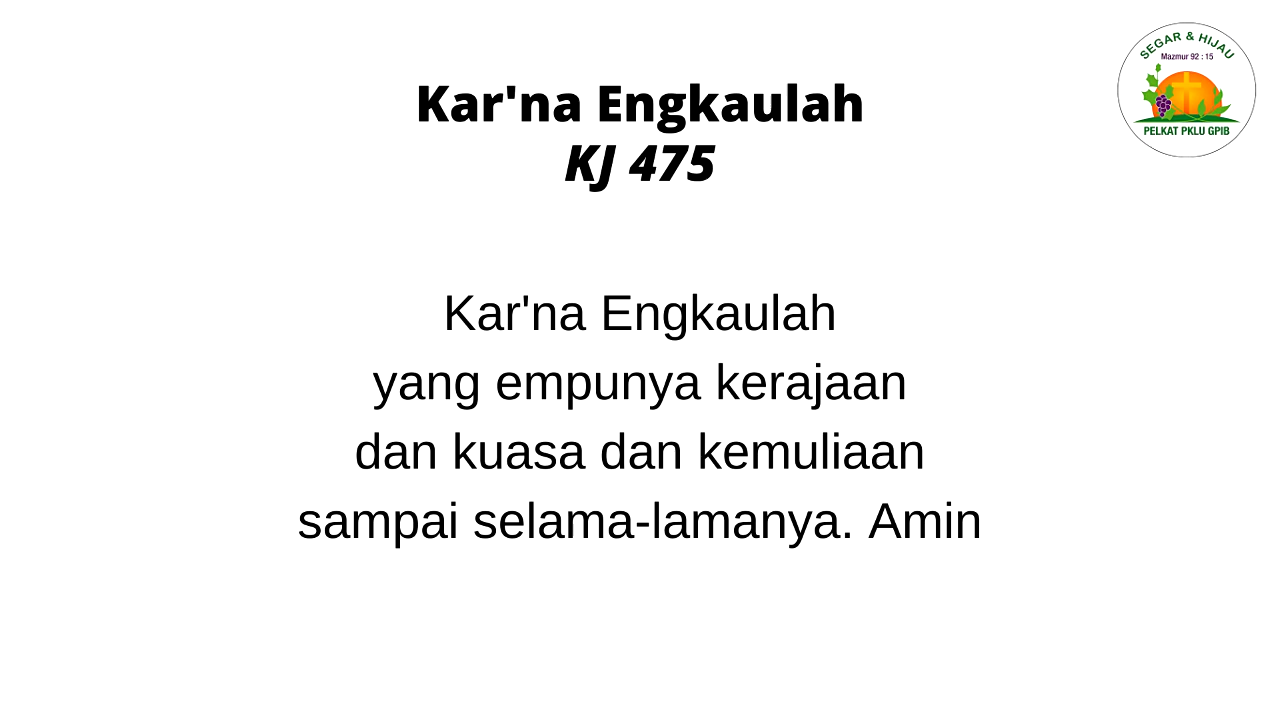 SEGAR & HIJAU
Mazmur 92 : 15
PELKAT PKLU GPIB
Kar'na Engkaulah
KJ 475
Kar'na Engkaulah
yang empunya kerajaan
dan kuasa dan kemuliaan
sampai selama-lamanya. Amin